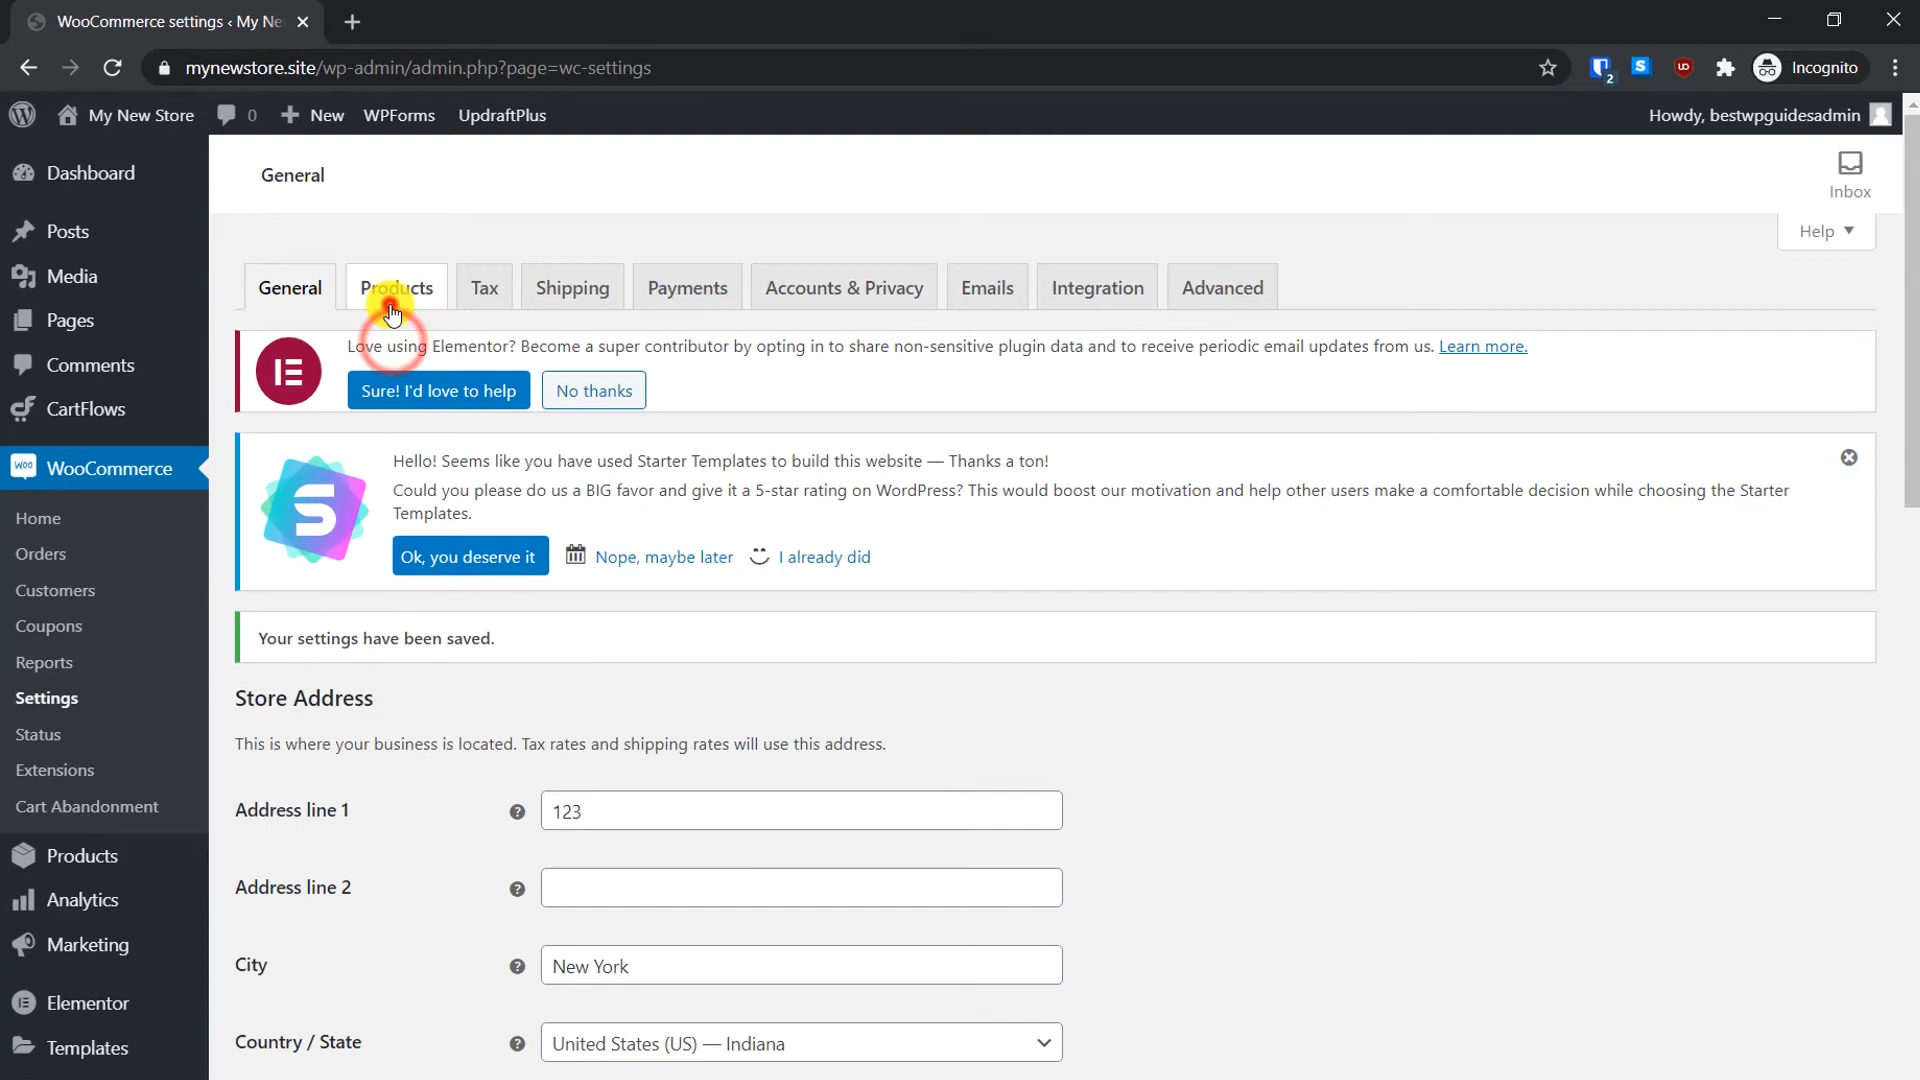 WooCommerce settings ‹ My Ne
mynewstore.site/wp-admin/admin.php?page=wc-settings
2
S
Incognito
My New Store
0
New
WPForms
UpdraftPlus
Howdy, bestwpguidesadmin
Dashboard
Posts
Media
Pages
Comments
CartFlows
WooCommerce
Home
Orders
Customers
Coupons
Reports
Settings
Status
Extensions
Cart Abandonment
Products
Analytics
Marketing
Elementor
Templates
General
Inbox
Help
General
Products
Tax
Shipping
Payments
Accounts & Privacy
Emails
Integration
Advanced
Love using Elementor? Become a super contributor by opting in to share non-sensitive plugin data and to receive periodic email updates from us. Learn more.
Sure! I'd love to help
No thanks
Hello! Seems like you have used Starter Templates to build this website — Thanks a ton!
Could you please do us a BIG favor and give it a 5-star rating on WordPress? This would boost our motivation and help other users make a comfortable decision while choosing the Starter
Templates.
Ok, you deserve it
Nope, maybe later
I already did
Your settings have been saved.
Store Address
This is where your business is located. Tax rates and shipping rates will use this address.
Address line 1
123
Address line 2
City
New York
Country / State
United States (US) — Indiana